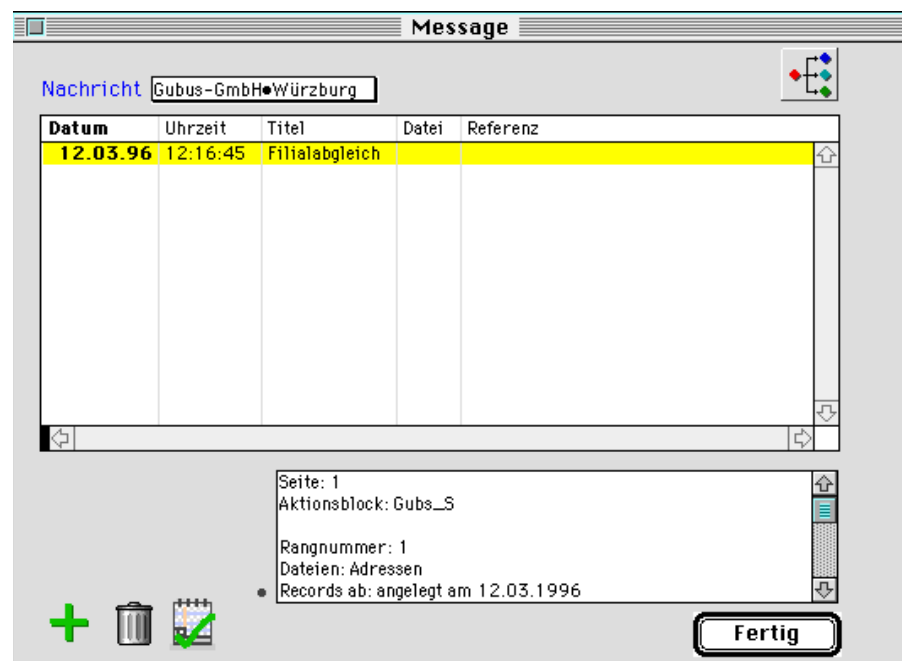 Message
Nachricht Gubus-GmbH●Würzburg
Datum Uhrzeit Titel Datei Referenz
12.03.96 12:16:45 Filialabgleich
Seite: 1
Aktionsblock: Gubs_S
Rangnummer: 1
Dateien: Adressen
Records ab: angelegt am 12.03.1996
Fertig